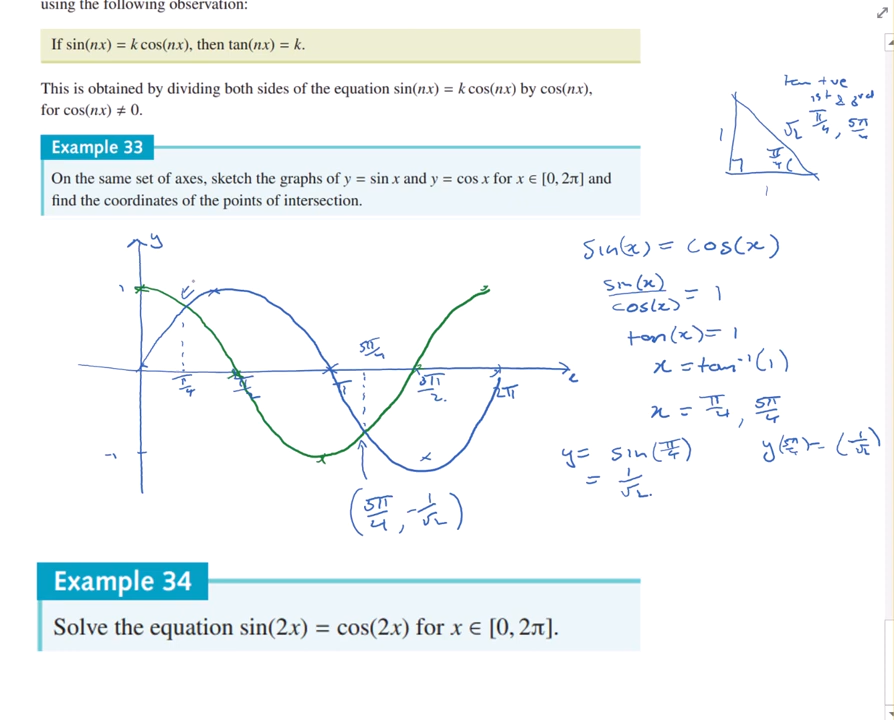 using the following observation:
If sin(nx) = k cos(nx), then tan(nx) = k.
This is obtained by dividing both sides of the equation sin(nx) = k cos(nx) by cos(nx),
for cos(nx) ≠ 0.
tan +ve
1st & 3rd
π/4, 5π/4
1
√2
π/4
1
Example 33
On the same set of axes, sketch the graphs of y = sin x and y = cos x for x ∈ [0, 2π] and
find the coordinates of the points of intersection.
y
1
-1
π/4
π/2
π
5π/4
3π/2
2π
x
(5π/4, -1/√2)
sin(x) = cos(x)
sin(x)/cos(x) = 1
tan(x) = 1
x = tan⁻¹(1)
x = π/4, 5π/4
y = sin(π/4)
= 1/√2.
y(5π/4) = (1/√2)
Example 34
Solve the equation sin(2x) = cos(2x) for x ∈ [0, 2π].